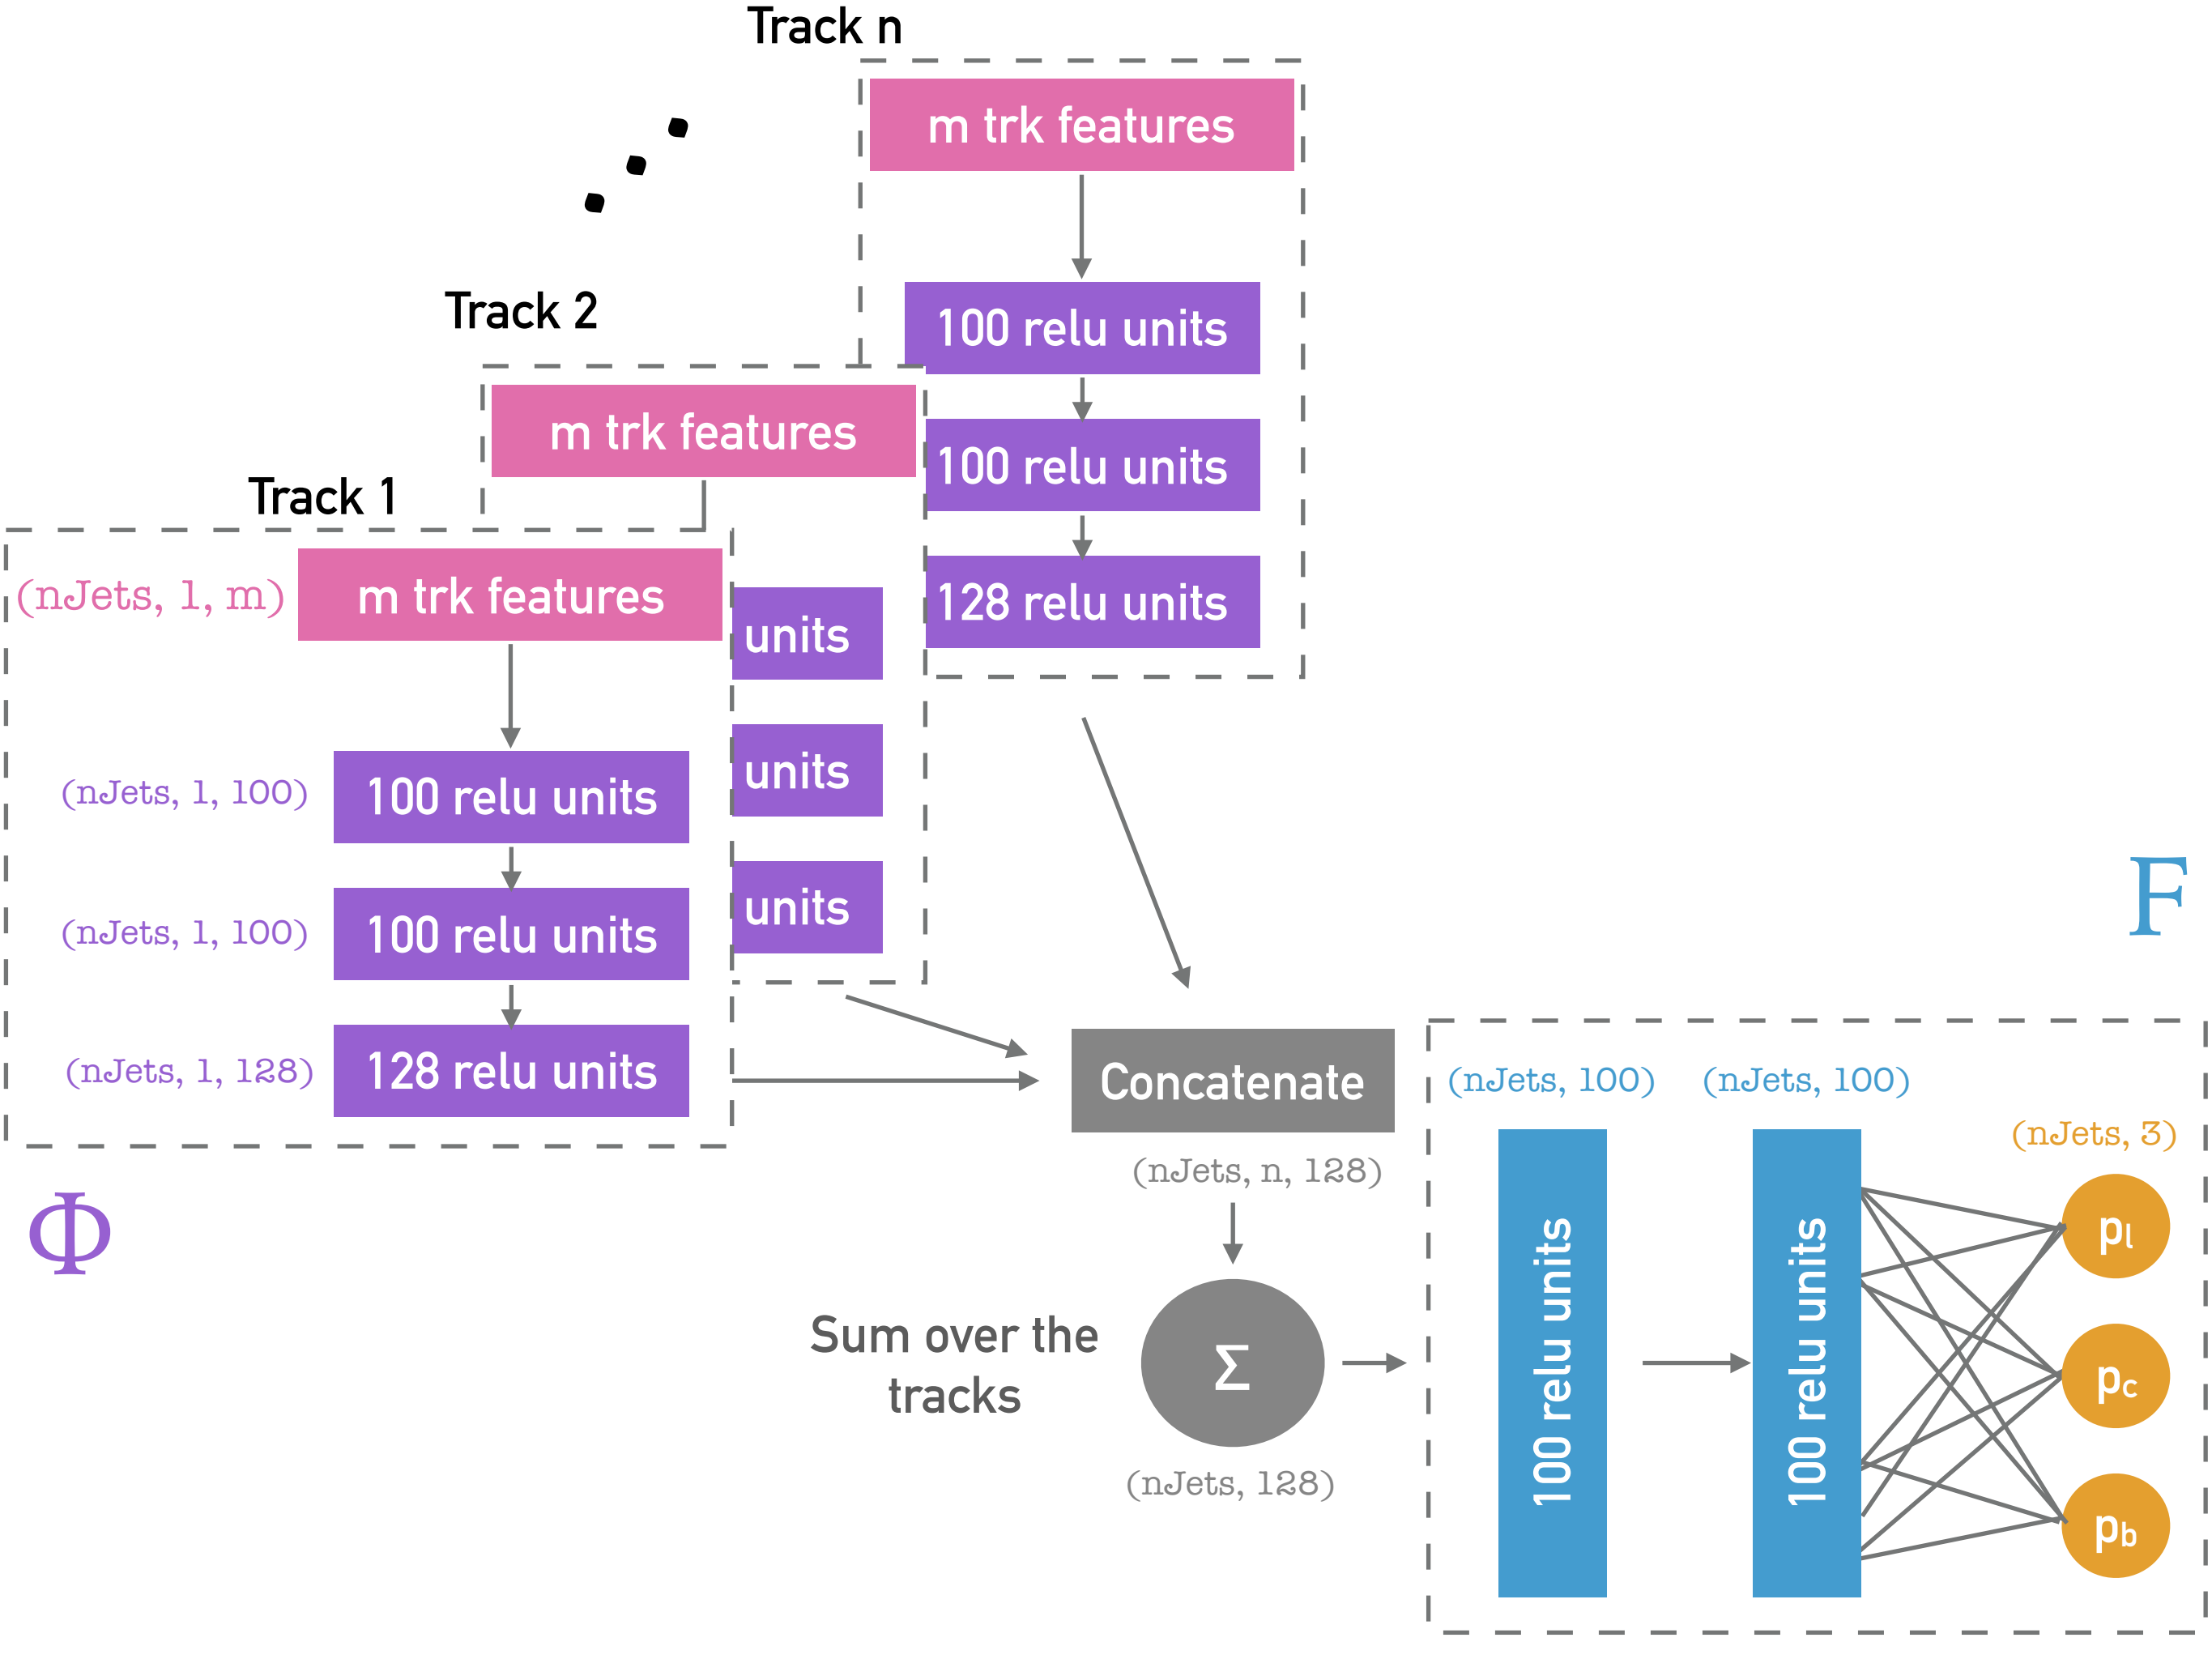 Track n
m trk features
100 relu units
100 relu units
128 relu units
Track 2
m trk features
units
units
units
Track 1
(nJets, 1, m)
m trk features
(nJets, 1, 100)
100 relu units
(nJets, 1, 100)
100 relu units
(nJets, 1, 128)
128 relu units
Φ
Concatenate
(nJets, n, 128)
Sum over the
tracks
Σ
(nJets, 128)
F
(nJets, 100)
(nJets, 100)
(nJets, 3)
100 relu units
100 relu units
pl
pc
pb